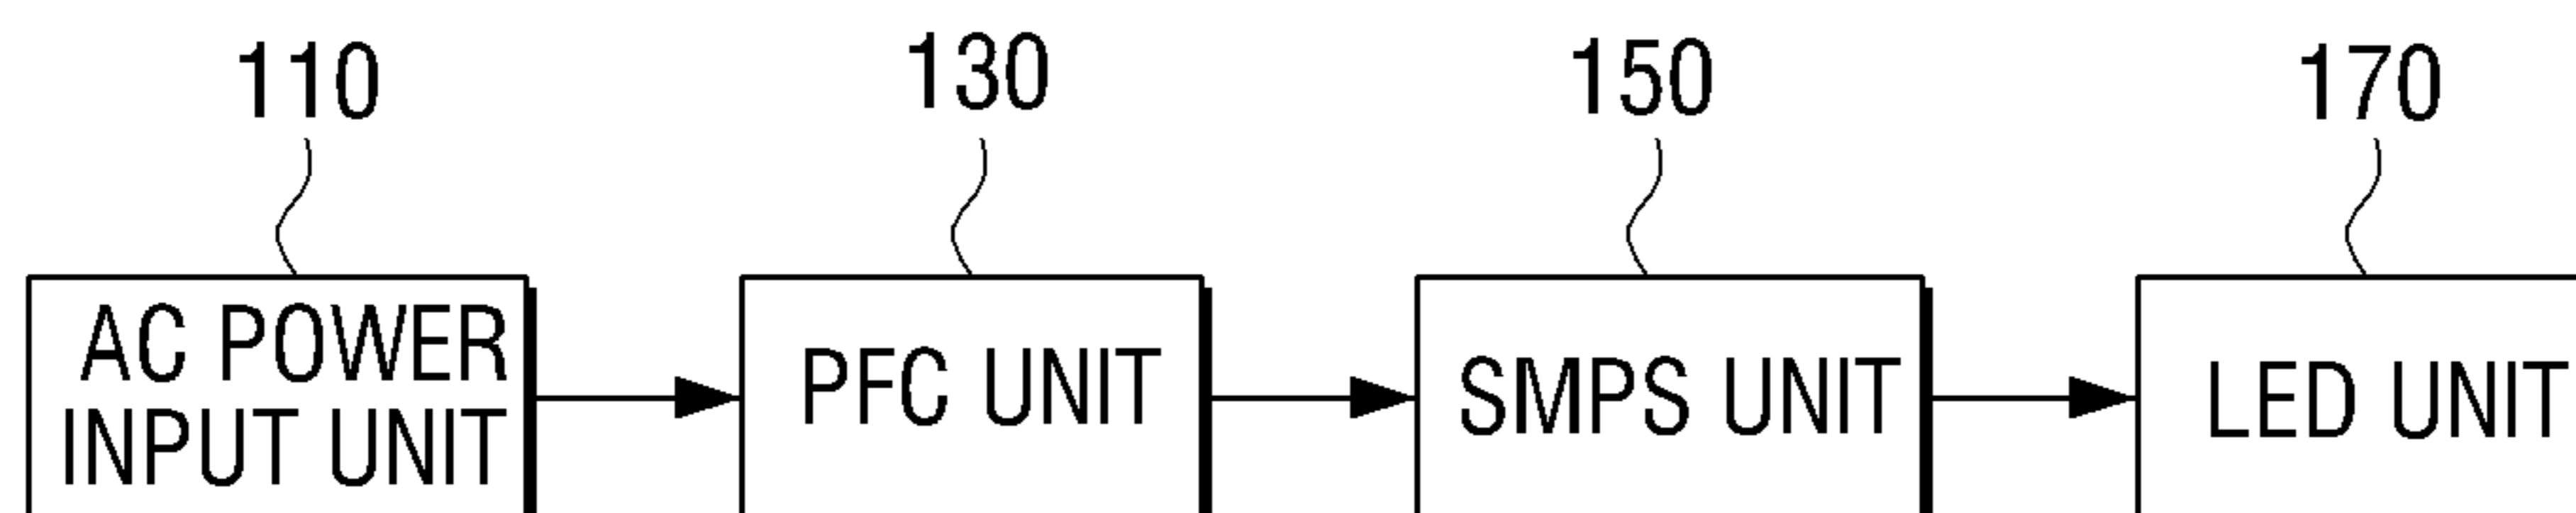 110
130
150
170
AC POWER
INPUT UNIT
PFC UNIT
SMPS UNIT
LED UNIT